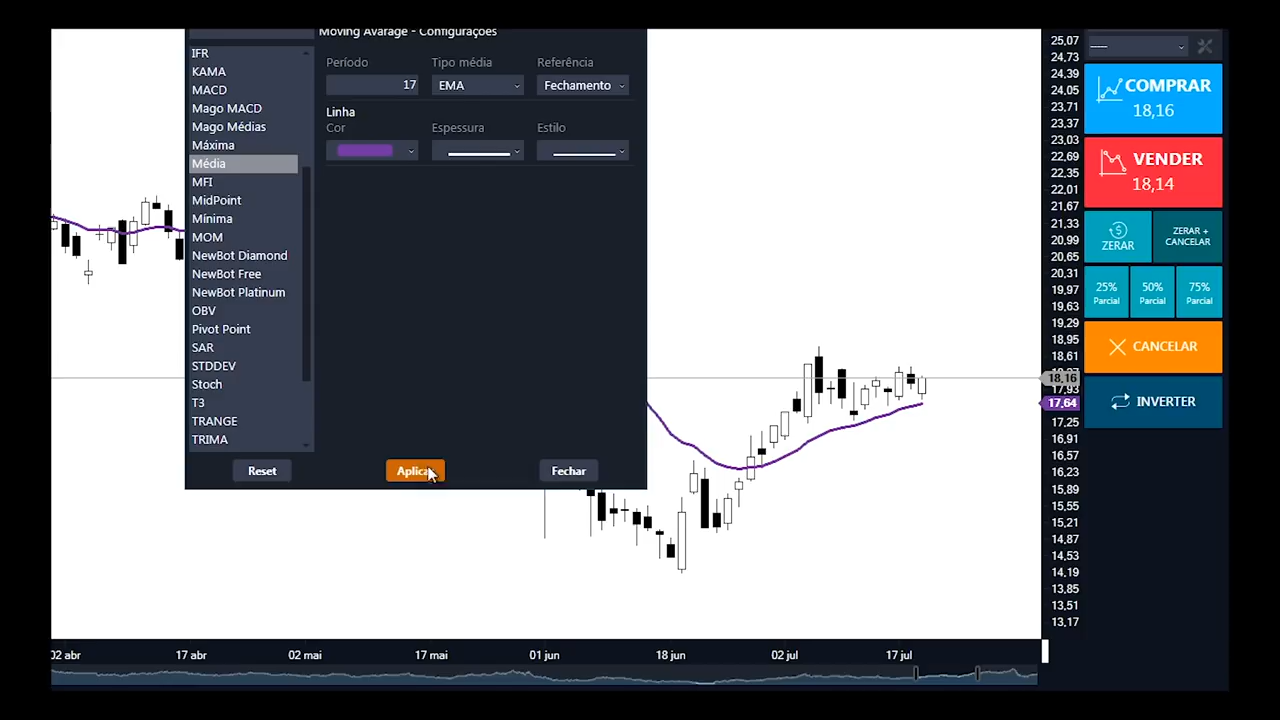 Moving Avarage - Configurações
IFR
KAMA
MACD
Mago MACD
Mago Médias
Máxima
Média
MFI
MidPoint
Mínima
MOM
NewBot Diamond
NewBot Free
NewBot Platinum
OBV
Pivot Point
SAR
STDDEV
Stoch
T3
TRANGE
TRIMA
Período
Tipo média
Referência
17
EMA
Fechamento
Linha
Cor
Espessura
Estilo
Reset
Aplica
Fechar
25,07
24,73
24,39
24,05
23,71
23,37
23,03
22,69
22,35
22,01
21,67
21,33
20,99
20,65
20,31
19,97
19,63
19,29
18,95
18,61
18,16
17,93
17,64
17,25
16,91
16,57
16,23
15,89
15,55
15,21
14,87
14,53
14,19
13,85
13,51
13,17
COMPRAR
18,16
VENDER
18,14
ZERAR
ZERAR +
CANCELAR
25%
Parcial
50%
Parcial
75%
Parcial
CANCELAR
INVERTER
02 abr
17 abr
02 mai
17 mai
01 jun
18 jun
02 jul
17 jul